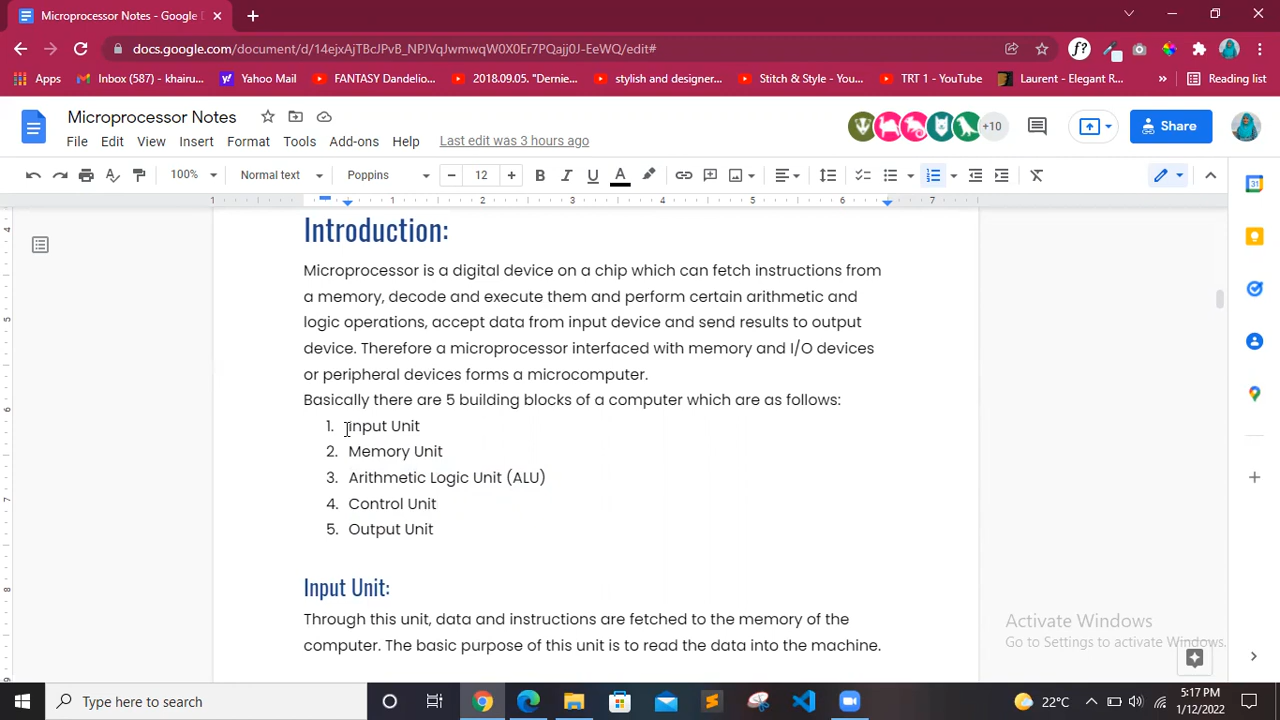 Microprocessor Notes - Google D
docs.google.com/document/d/14ejxAjTBcJPvB_NPJVqJwmwqW0X0Er7PQajj0J-EeWQ/edit#
Apps Inbox (587) - khairu... Yahoo Mail FANTASY Dandelio... 2018.09.05. "Dernie... stylish and designer... Stitch & Style - You... TRT 1 - YouTube Laurent - Elegant R... » Reading list
Microprocessor Notes
+10 Share
File Edit View Insert Format Tools Add-ons Help Last edit was 3 hours ago
100% Normal text Poppins 12 B I U A
1 1 2 3 4 5 6 7
Introduction:
Microprocessor is a digital device on a chip which can fetch instructions from
a memory, decode and execute them and perform certain arithmetic and
logic operations, accept data from input device and send results to output
device. Therefore a microprocessor interfaced with memory and I/O devices
or peripheral devices forms a microcomputer.
Basically there are 5 building blocks of a computer which are as follows:
1. Input Unit
2. Memory Unit
3. Arithmetic Logic Unit (ALU)
4. Control Unit
5. Output Unit
Input Unit:
Through this unit, data and instructions are fetched to the memory of the
computer. The basic purpose of this unit is to read the data into the machine.
Activate Windows
Go to Settings to activate Windows.
Type here to search
22°C
5:17 PM
1/12/2022